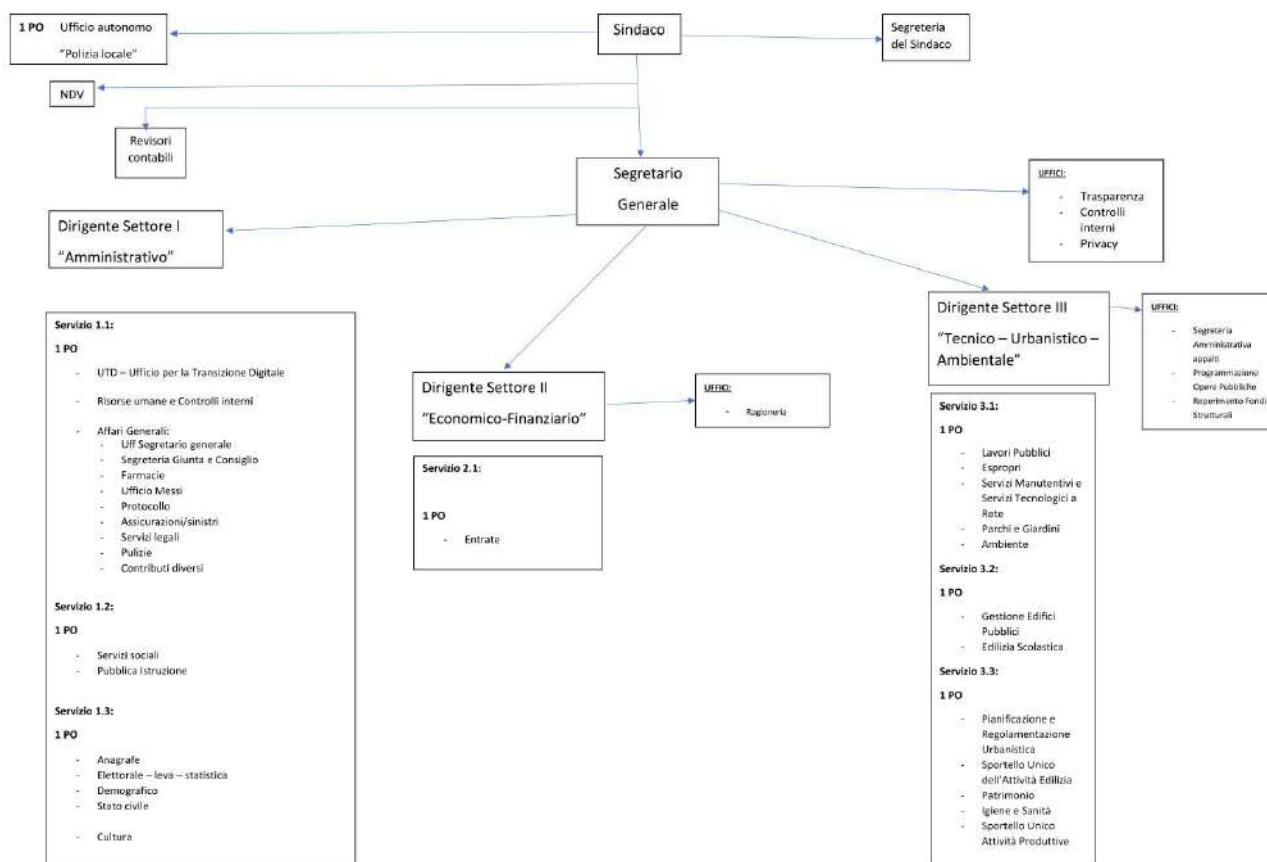 1 PO Ufficio autonomo
"Polizia locale"
Sindaco
Segreteria
del Sindaco
NDV
Revisori
contabili
Segretario
Generale
UFFICI:
- Trasparenza
- Controlli
interni
- Privacy
Dirigente Settore I
"Amministrativo"
Dirigente Settore III
"Tecnico – Urbanistico –
Ambientale"
UFFICI:
- Segreteria
Amministrativa
appalti
- Programmazione
Opere Pubbliche
- Reperimento Fondi
Strutturali
Dirigente Settore II
"Economico-Finanziario"
UFFICI:
- Ragioneria
Servizio 1.1:
1 PO
- UTD – Ufficio per la Transizione Digitale
- Risorse umane e Controlli interni
- Affari Generali:
- Uff Segretario generale
- Segreteria Giunta e Consiglio
- Farmacie
- Ufficio Messi
- Protocollo
- Assicurazioni/sinistri
- Servizi legali
- Pulizie
- Contributi diversi
Servizio 1.2:
1 PO
- Servizi sociali
- Pubblica Istruzione
Servizio 1.3:
1 PO
- Anagrafe
- Elettorale – leva – statistica
- Demografico
- Stato civile
- Cultura
Servizio 2.1:
1 PO
- Entrate
Servizio 3.1:
1 PO
- Lavori Pubblici
- Espropri
- Servizi Manutentivi e
Servizi Tecnologici a
Rete
- Parchi e Giardini
- Ambiente
Servizio 3.2:
1 PO
- Gestione Edifici
Pubblici
- Edilizia Scolastica
Servizio 3.3:
1 PO
- Pianificazione e
Regolamentazione
Urbanistica
- Sportello Unico
dell'Attività Edilizia
- Patrimonio
- Igiene e Sanità
- Sportello Unico
Attività Produttive